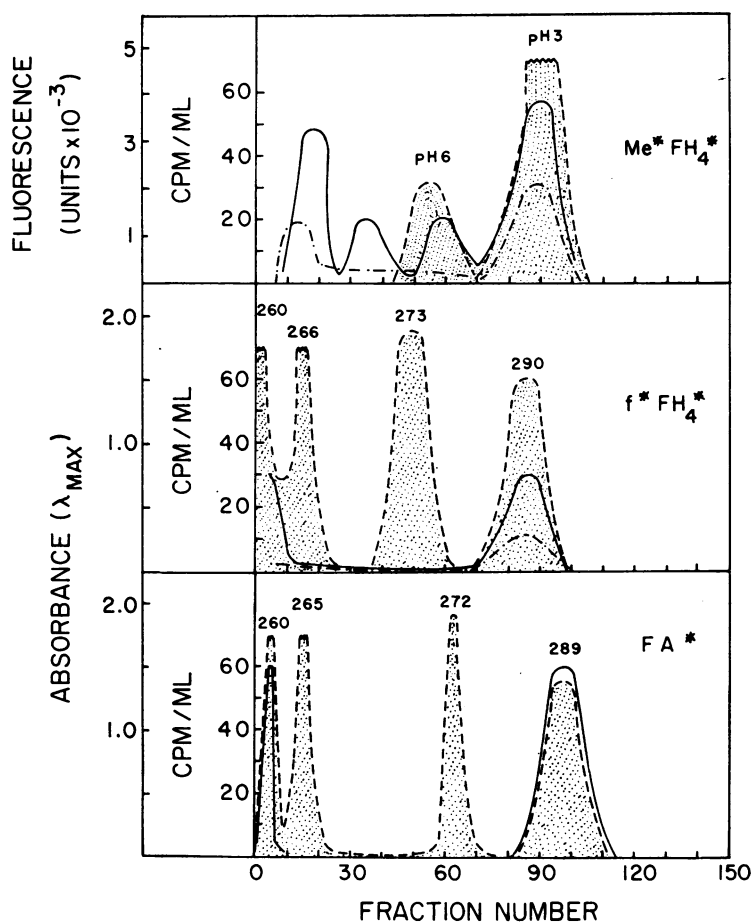 FLUORESCENCE
(UNITS x 10⁻³)
5
3
1
CPM/ML
60
40
20
pH6
pH3
Me* FH₄*
ABSORBANCE (λMAX)
2.0
1.0
CPM/ML
60
40
20
260
266
273
290
f* FH₄*
2.0
1.0
CPM/ML
60
40
20
260
265
272
289
FA*
0 30 60 90 120 150
FRACTION NUMBER